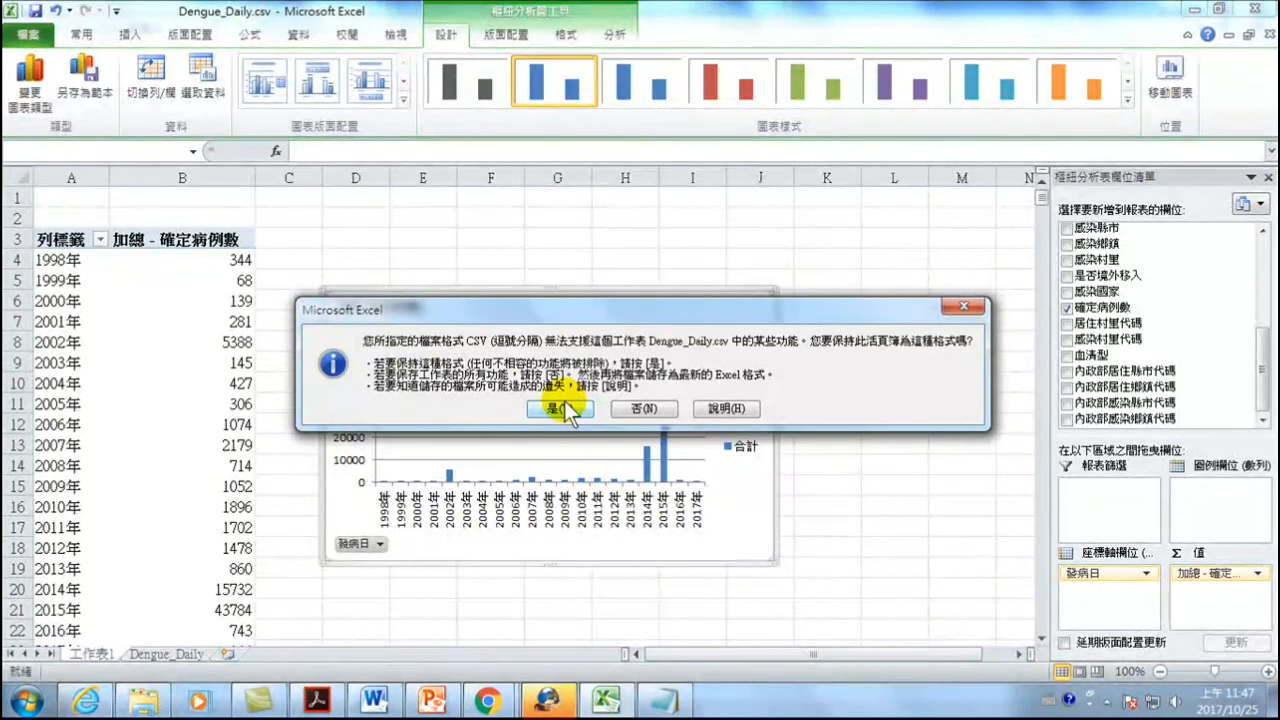 Dengue_Daily.csv - Microsoft Excel
樞紐分析圖工具
檔案 常用 插入 版面配置 公式 資料 校閱 檢視 設計 版面配置 格式 分析
變更
圖表類型
另存為範本
切換列/欄
選取資料
移動圖表
類型 資料 圖表版面配置 圖表樣式 位置
fx
A B C D E F G H I J K L M N
1
2
3 列標籤 加總 - 確定病例數
4 1998年 344
5 1999年 68
6 2000年 139
7 2001年 281
8 2002年 5388
9 2003年 145
10 2004年 427
11 2005年 306
12 2006年 1074
13 2007年 2179
14 2008年 714
15 2009年 1052
16 2010年 1896
17 2011年 1702
18 2012年 1478
19 2013年 860
20 2014年 15732
21 2015年 43784
22 2016年 743
Microsoft Excel
您所指定的檔案格式 CSV (逗號分隔) 無法支援這個工作表 Dengue_Daily.csv 中的某些功能。您要保持此活頁簿為這種格式嗎?
• 若要保持這種格式 (任何不相容的功能將被排除)，請按 [是]。
• 若要保存工作表的所有功能，請按 [否]。然後再將檔案儲存為最新的 Excel 格式。
• 若要知道儲存的檔案所可能造成的遺失，請按 [說明]。
是( 否(N) 說明(H)
20000
10000
0
合計
1998年 1999年 2000年 2001年 2002年 2003年 2004年 2005年 2006年 2007年 2008年 2009年 2010年 2011年 2012年 2013年 2014年 2015年 2016年 2017年
發病日
樞紐分析表欄位清單
選擇要新增到報表的欄位:
感染縣市
感染鄉鎮
感染村里
是否境外移入
感染國家
確定病例數
居住村里代碼
感染村里代碼
血清型
內政部居住縣市代碼
內政部居住鄉鎮代碼
內政部感染縣市代碼
內政部感染鄉鎮代碼
在以下區域之間拖曳欄位:
報表篩選 圖例欄位 (數列)
座標軸欄位 (... Σ 值
發病日 加總 - 確定...
延期版面配置更新 更新
工作表1 Dengue_Daily
就緒 100%
上午 11:47
2017/10/25